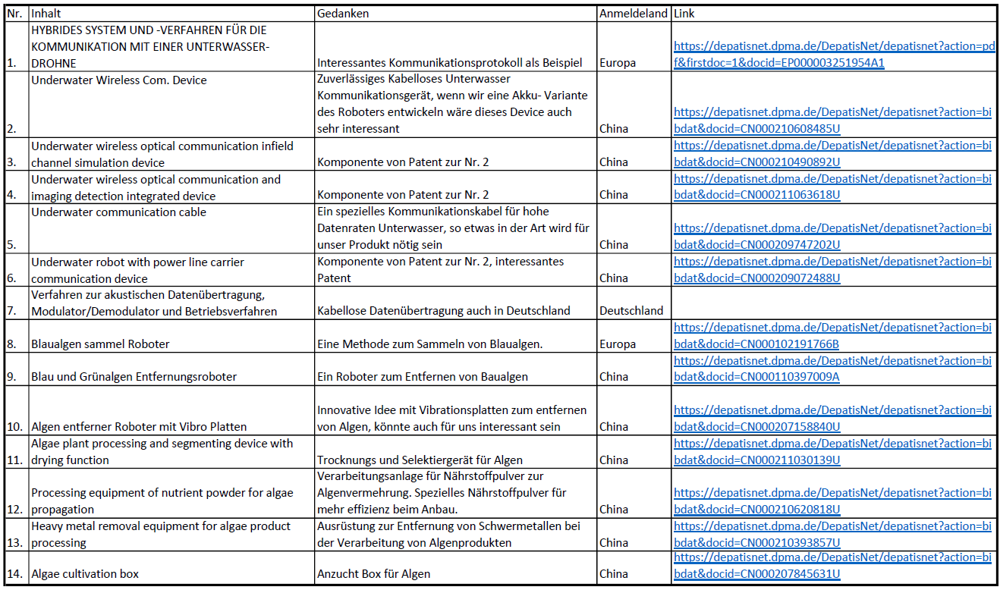 Nr. Inhalt Gedanken Anmeldeland Link
HYBRIDES SYSTEM UND -VERFAHREN FÜR DIE
KOMMUNIKATION MIT EINER UNTERWASSER-
DROHNE
1.
Interessantes Kommunikationsprotokoll als Beispiel
Europa
https://depatisnet.dpma.de/DepatisNet/depatisnet?action=pd
f&firstdoc=1&docid=EP000003251954A1
2.
Underwater Wireless Com. Device
Zuverlässiges Kabelloses Unterwasser
Kommunikationsgerät, wenn wir eine Akku- Variante
des Roboters entwickeln wäre dieses Device auch
sehr interessant
China
https://depatisnet.dpma.de/DepatisNet/depatisnet?action=bi
bdat&docid=CN000210608485U
3.
Underwater wireless optical communication infield
channel simulation device
Komponente von Patent zur Nr. 2
China
https://depatisnet.dpma.de/DepatisNet/depatisnet?action=bi
bdat&docid=CN000210490892U
4.
Underwater wireless optical communication and
imaging detection integrated device
Komponente von Patent zur Nr. 2
China
https://depatisnet.dpma.de/DepatisNet/depatisnet?action=bi
bdat&docid=CN000211063618U
5.
Underwater communication cable
Ein spezielles Kommunikationskabel für hohe
Datenraten Unterwasser, so etwas in der Art wird für
unser Produkt nötig sein
China
https://depatisnet.dpma.de/DepatisNet/depatisnet?action=bi
bdat&docid=CN000209747202U
6.
Underwater robot with power line carrier
communication device
Komponente von Patent zur Nr. 2, interessantes
Patent
China
https://depatisnet.dpma.de/DepatisNet/depatisnet?action=bi
bdat&docid=CN000209072488U
7.
Verfahren zur akustischen Datenübertragung,
Modulator/Demodulator und Betriebsverfahren
Kabellose Datenübertragung auch in Deutschland
Deutschland
8.
Blaualgen sammel Roboter
Eine Methode zum Sammeln von Blaualgen.
Europa
https://depatisnet.dpma.de/DepatisNet/depatisnet?action=bi
bdat&docid=CN000102191766B
9.
Blau und Grünalgen Entfernungsroboter
Ein Roboter zum Entfernen von Baualgen
China
https://depatisnet.dpma.de/DepatisNet/depatisnet?action=bi
bdat&docid=CN000110397009A
10.
Algen entferner Roboter mit Vibro Platten
Innovative Idee mit Vibrationsplatten zum entfernen
von Algen, könnte auch für uns interessant sein
China
https://depatisnet.dpma.de/DepatisNet/depatisnet?action=bi
bdat&docid=CN000207158840U
11.
Algae plant processing and segmenting device with
drying function
Trocknungs und Selektiergerät für Algen
China
https://depatisnet.dpma.de/DepatisNet/depatisnet?action=bi
bdat&docid=CN000211030139U
12.
Processing equipment of nutrient powder for algae
propagation
Verarbeitungsanlage für Nährstoffpulver zur
Algenvermehrung. Spezielles Nährstoffpulver für
mehr effizienz beim Anbau.
China
https://depatisnet.dpma.de/DepatisNet/depatisnet?action=bi
bdat&docid=CN000210620818U
13.
Heavy metal removal equipment for algae product
processing
Ausrüstung zur Entfernung von Schwermetallen bei
der Verarbeitung von Algenprodukten
China
https://depatisnet.dpma.de/DepatisNet/depatisnet?action=bi
bdat&docid=CN000210393857U
14.
Algae cultivation box
Anzucht Box für Algen
China
https://depatisnet.dpma.de/DepatisNet/depatisnet?action=bi
bdat&docid=CN000207845631U